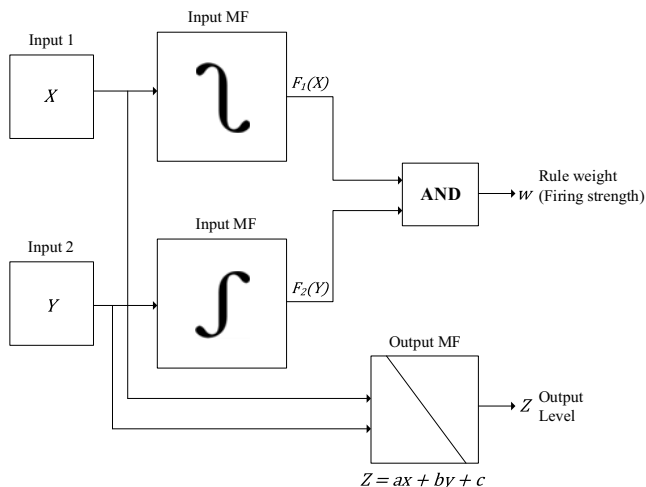 Input MF
Input 1
X
F₁(X)
AND
w
Rule weight
(Firing strength)
Input 2
Input MF
Y
F₂(Y)
Output MF
Z
Output
Level
Z = ax + by + c